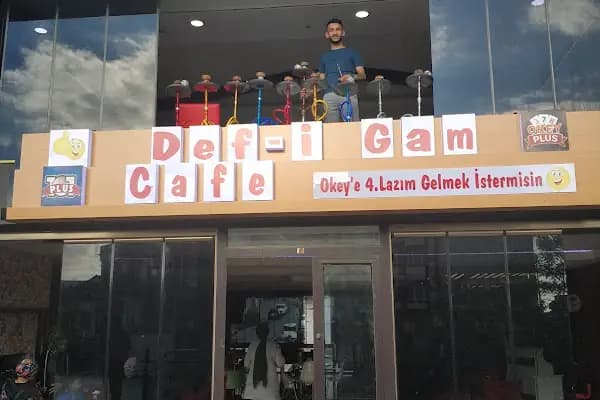 Def-i Gam
Cafe
Okey'e 4.Lazım Gelmek İstermisin
OKEY
PLUS
101
PLUS